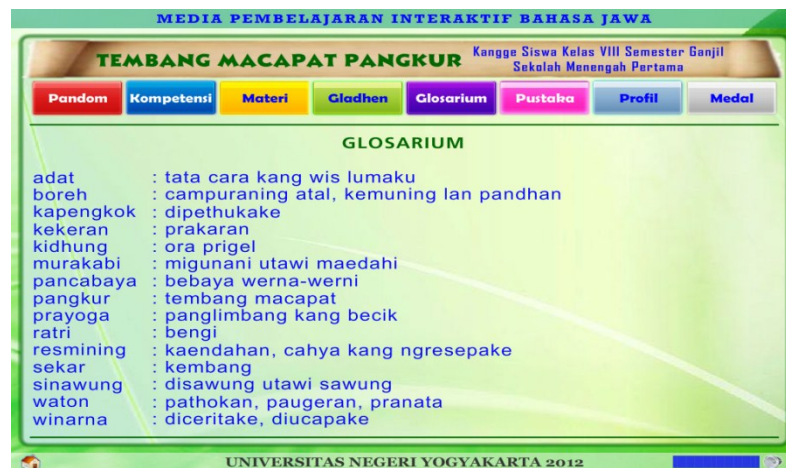 MEDIA PEMBELAJARAN INTERAKTIF BAHASA JAWA
TEMBANG MACAPAT PANGKUR
Kangge Siswa Kelas VIII Semester Ganjil
Sekolah Menengah Pertama
Pandom Kompetensi Materi Gladhen Glosarium Pustaka Profil Medal
GLOSARIUM
adat : tata cara kang wis lumaku
boreh : campuraning atal, kemuning lan pandhan
kapengkok : dipethukake
kekeran : prakaran
kidhung : ora prigel
murakabi : migunani utawi maedahi
pancabaya : bebaya werna-werni
pangkur : tembang macapat
prayoga : panglimbang kang becik
ratri : bengi
resmining : kaendahan, cahya kang ngresepake
sekar : kembang
sinawung : disawung utawi sawung
waton : pathokan, paugeran, pranata
winarna : diceritake, diucapake
UNIVERSITAS NEGERI YOGYAKARTA 2012